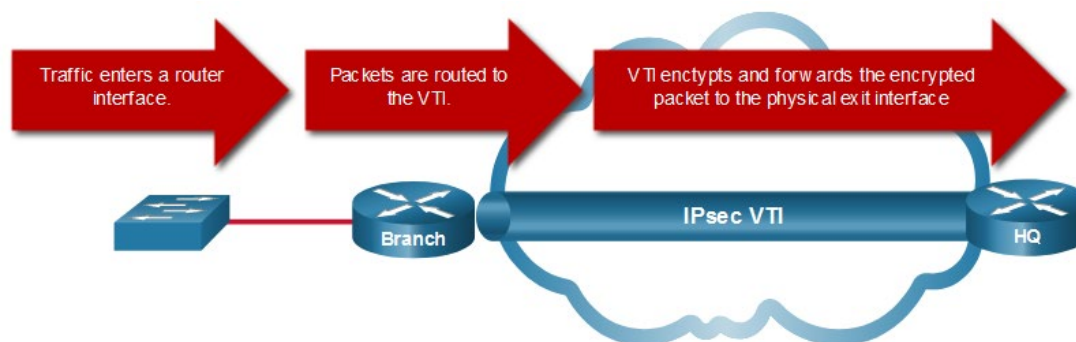 Traffic enters a router
interface.
Packets are routed to
the VTI.
VTI enctypts and forwards the encrypted
packet to the physical exit interface
IPsec VTI
Branch
HQ